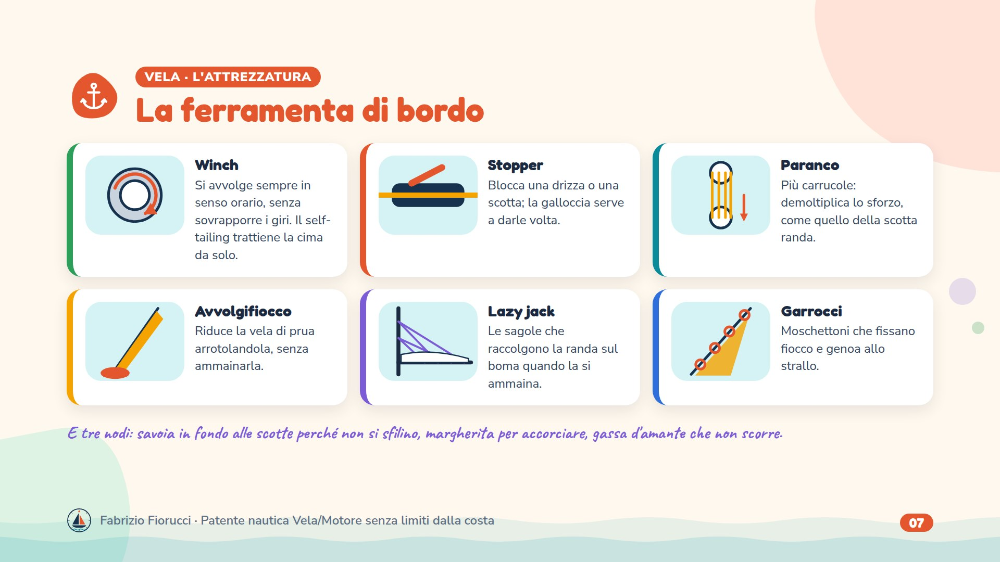 VELA · L'ATTREZZATURA
La ferramenta di bordo
Winch
Si avvolge sempre in
senso orario, senza
sovrapporre i giri. Il self-
tailing trattiene la cima
da solo.
Stopper
Blocca una drizza o una
scotta; la galloccia serve
a darle volta.
Paranco
Più carrucole:
demoltiplica lo sforzo,
come quello della scotta
randa.
Avvolgifiocco
Riduce la vela di prua
arrotolandola, senza
ammainarla.
Lazy jack
Le sagole che
raccolgono la randa sul
boma quando la si
ammaina.
Garrocci
Moschettoni che fissano
fiocco e genoa allo
strallo.
E tre nodi: savoia in fondo alle scotte perché non si sfilino, margherita per accorciare, gassa d'amante che non scorre.
Fabrizio Fiorucci · Patente nautica Vela/Motore senza limiti dalla costa
07